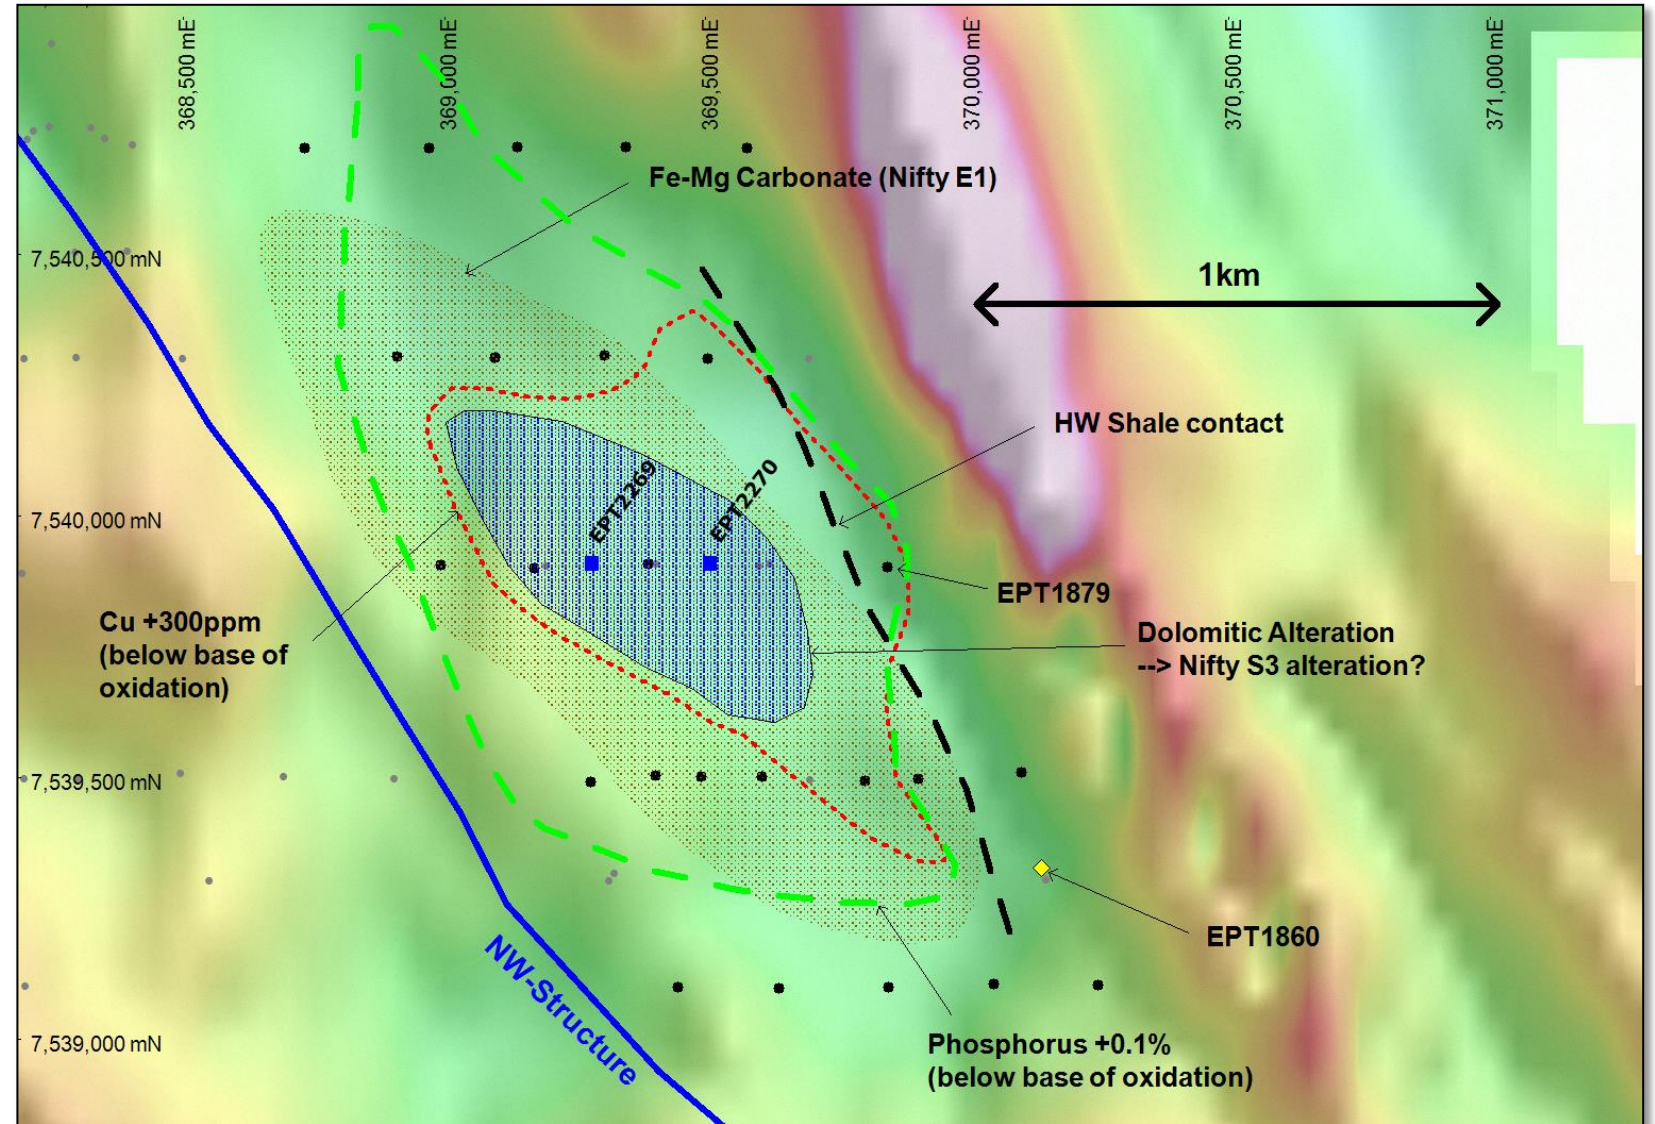 368,500 mE
369,000 mE
369,500 mE
370,000 mE
370,500 mE
371,000 mE
Fe-Mg Carbonate (Nifty E1)
7,540,500 mN
1km
HW Shale contact
EPT2269
EPT2270
7,540,000 mN
EPT1879
Cu +300ppm
(below base of
oxidation)
Dolomitic Alteration
--> Nifty S3 alteration?
7,539,500 mN
EPT1860
NW-Structure
7,539,000 mN
Phosphorus +0.1%
(below base of oxidation)